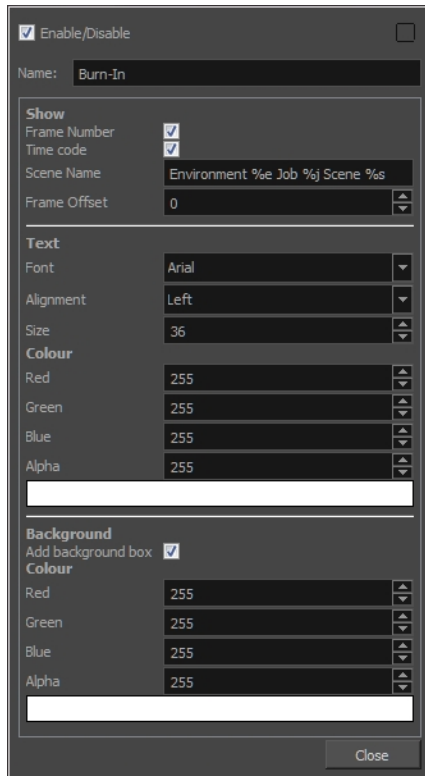 Enable/Disable
Name: Burn-In
Show
Frame Number
Time code
Scene Name Environment %e Job %j Scene %s
Frame Offset 0
Text
Font Arial
Alignment Left
Size 36
Colour
Red 255
Green 255
Blue 255
Alpha 255
Background
Add background box
Colour
Red 255
Green 255
Blue 255
Alpha 255
Close